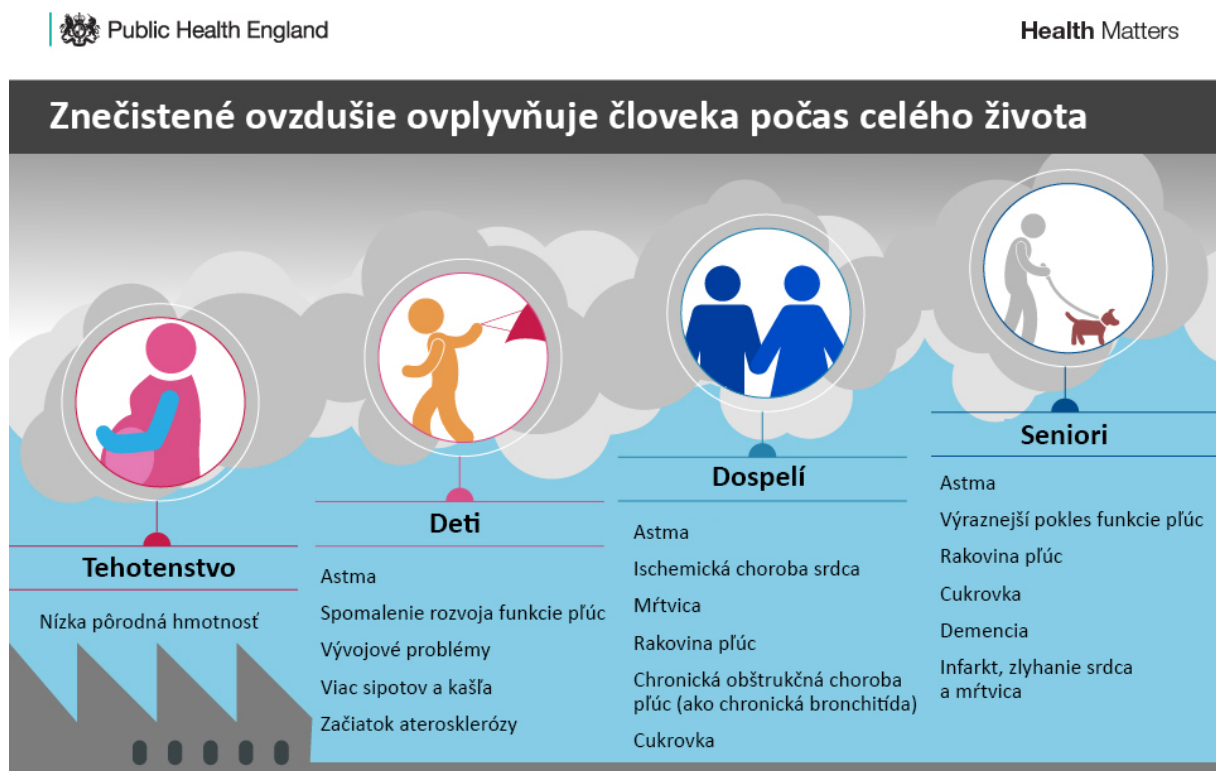 Public Health England
Health Matters
Znečistené ovzdušie ovplyvňuje človeka počas celého života
Tehotenstvo
Nízka pôrodná hmotnosť
Deti
Astma
Spomalenie rozvoja funkcie pľúc
Vývojové problémy
Viac sipotov a kašľa
Začiatok aterosklerózy
Dospelí
Astma
Ischemická choroba srdca
Mŕtvica
Rakovina pľúc
Chronická obštrukčná choroba
pľúc (ako chronická bronchitída)
Cukrovka
Seniori
Astma
Výraznejší pokles funkcie pľúc
Rakovina pľúc
Cukrovka
Demencia
Infarkt, zlyhanie srdca
a mŕtvica